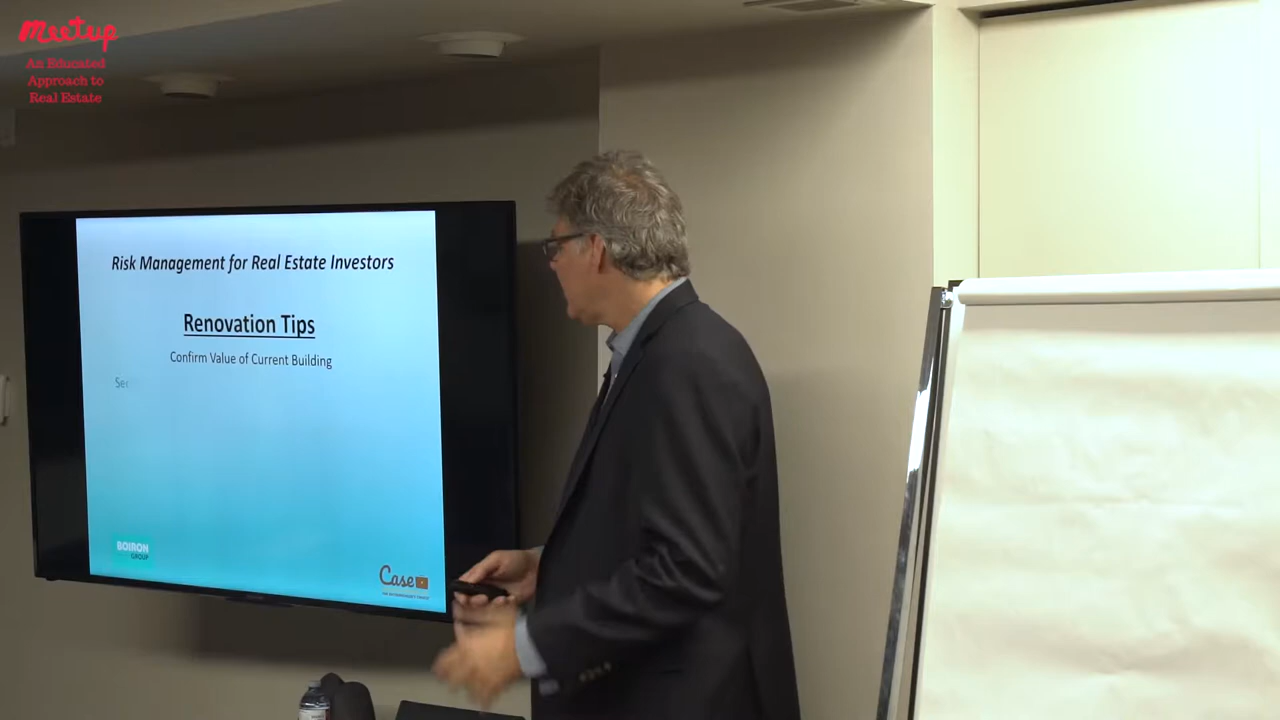 Meetup
An Educated
Approach to
Real Estate
Risk Management for Real Estate Investors
Renovation Tips
Confirm Value of Current Building
Se
BOIRON
GROUP
Case